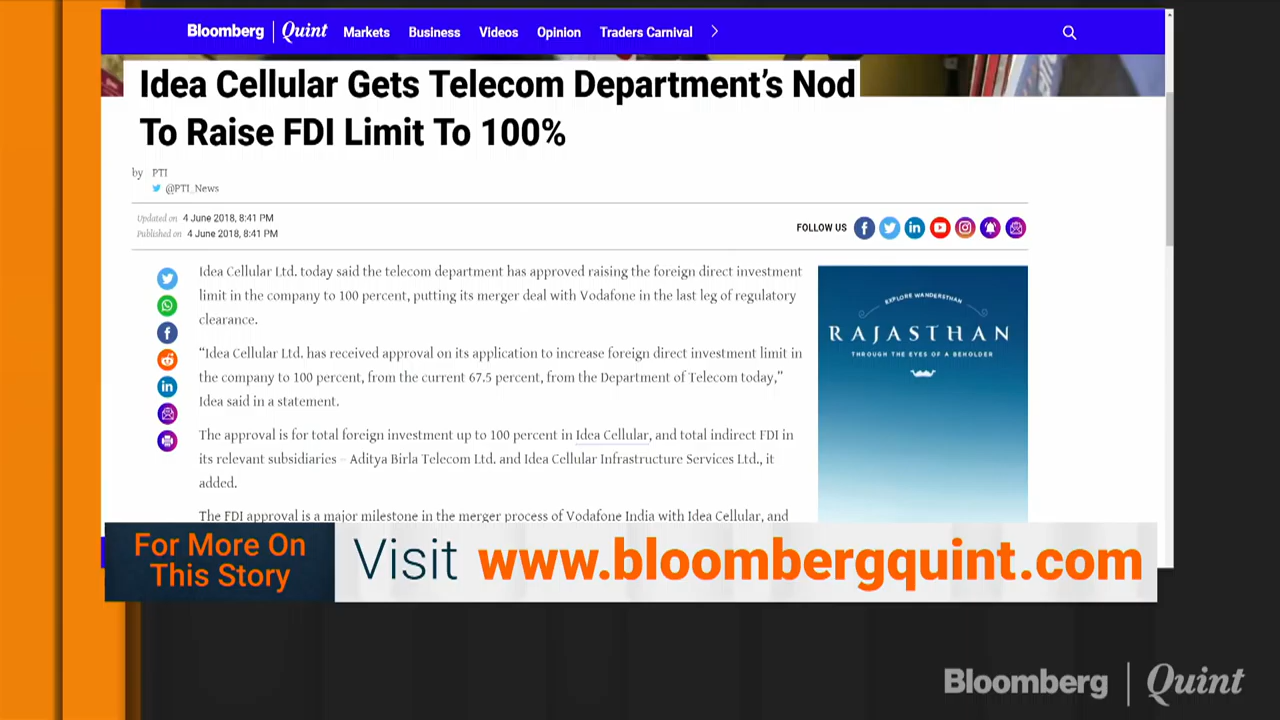 Bloomberg | Quint Markets Business Videos Opinion Traders Carnival
Idea Cellular Gets Telecom Department's Nod
To Raise FDI Limit To 100%
by PTI
@PTI_News
Updated on 4 June 2018, 8:41 PM
Published on 4 June 2018, 8:41 PM
FOLLOW US
Idea Cellular Ltd. today said the telecom department has approved raising the foreign direct investment
limit in the company to 100 percent, putting its merger deal with Vodafone in the last leg of regulatory
clearance.
“Idea Cellular Ltd. has received approval on its application to increase foreign direct investment limit in
the company to 100 percent, from the current 67.5 percent, from the Department of Telecom today,”
Idea said in a statement.
The approval is for total foreign investment up to 100 percent in Idea Cellular, and total indirect FDI in
its relevant subsidiaries – Aditya Birla Telecom Ltd. and Idea Cellular Infrastructure Services Ltd., it
added.
The FDI approval is a major milestone in the merger process of Vodafone India with Idea Cellular, and
EXPLORE WANDERSTHAN
RAJASTHAN
THROUGH THE EYES OF A BEHOLDER
For More On
This Story
Visit www.bloombergquint.com
Bloomberg | Quint